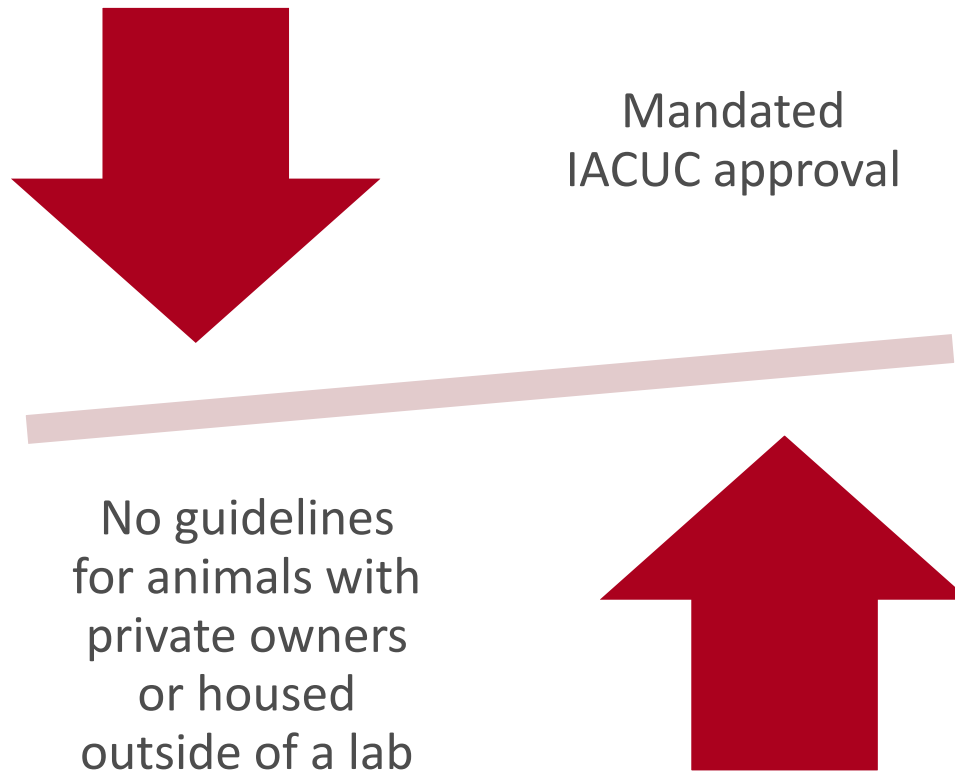 Mandated
IACUC approval
No guidelines
for animals with
private owners
or housed
outside of a lab